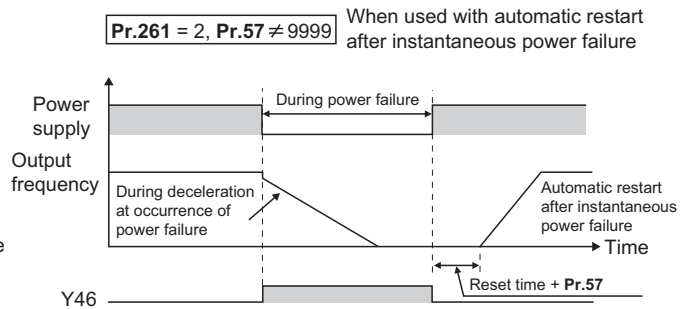 Pr.261 = 2, Pr.57 ≠ 9999
When used with automatic restart
after instantaneous power failure
Power
supply
During power failure
Output
frequency
During deceleration
at occurrence of
power failure
Automatic restart
after instantaneous
power failure
e
Time
Reset time + Pr.57
Y46